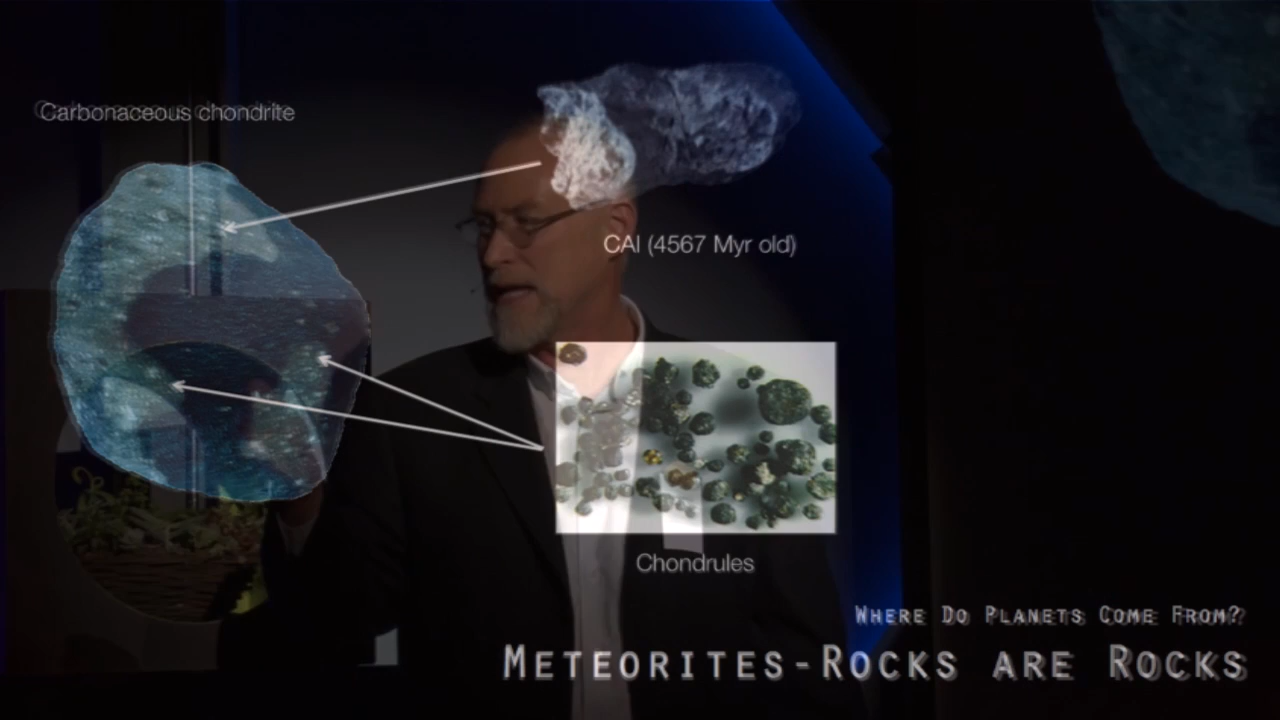 Carbonaceous chondrite
CAI (4567 Myr old)
Chondrules
Where Do Planets Come From?
Meteorites-Rocks are Rocks